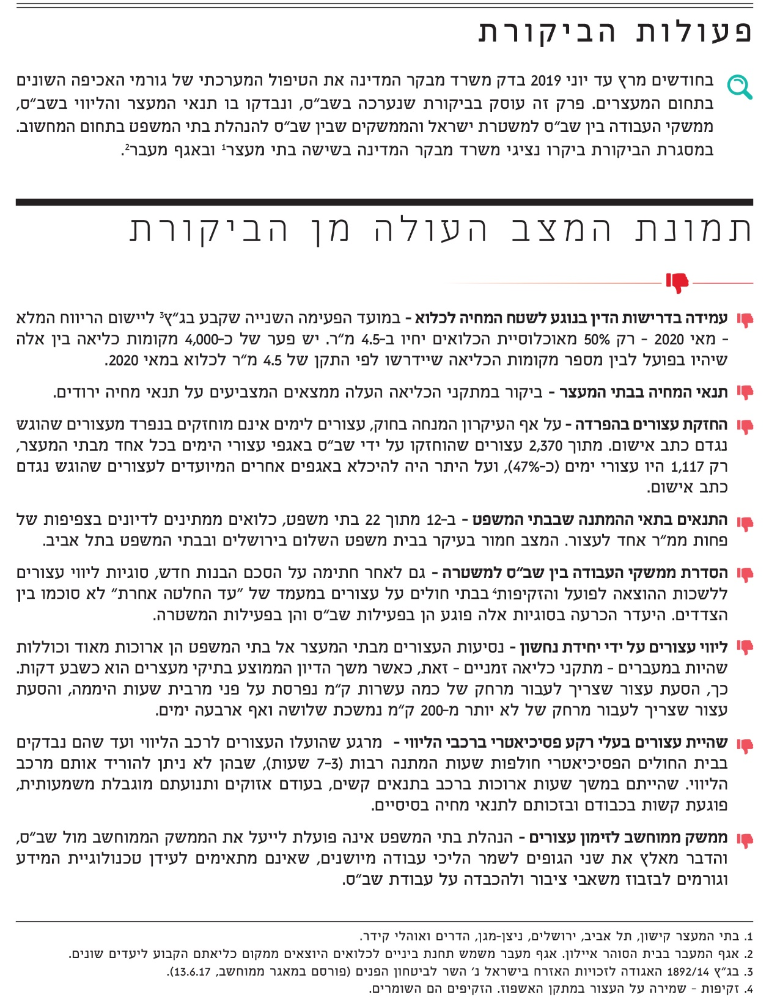 פעולות הביקורת
בחודשים מרץ עד יוני 2019 בדק משרד מבקר המדינה את הטיפול המערכתי של גורמי האכיפה השונים
בתחום המעצרים. פרק זה עוסק בביקורת שנערכה בשב"ס, ונבדקו בו תנאי המעצר והליווי בשב"ס,
ממשקי העבודה בין שב"ס למשטרת ישראל והממשקים שבין שב"ס להנהלת בתי המשפט בתחום המחשוב.
במסגרת הביקורת ביקרו נציגי משרד מבקר המדינה בשישה בתי מעצר¹ ובאגף מעבר².
תמונת המצב העולה מן הביקורת
עמידה בדרישות הדין בנוגע לשטח המחיה לכלוא - במועד הפעימה השנייה שקבע בג"ץ³ ליישום הריווח המלא
- מאי 2020 - רק 50% מאוכלוסיית הכלואים יחיו ב-4.5 מ"ר. יש פער של כ-4,000 מקומות כליאה בין אלה
שיהיו בפועל לבין מספר מקומות הכליאה שיידרשו לפי התקן של 4.5 מ"ר לכלוא במאי 2020.
תנאי המחיה בבתי המעצר - ביקור במתקני הכליאה העלה ממצאים המצביעים על תנאי מחיה ירודים.
החזקת עצורים בהפרדה - על אף העיקרון המנחה בחוק, עצורים לימים אינם מוחזקים בנפרד מעצורים שהוגש
נגדם כתב אישום. מתוך 2,370 עצורים שהוחזקו על ידי שב"ס באגפי עצורי הימים בכל אחד מבתי המעצר,
רק 1,117 היו עצורי ימים (כ-47%), ועל היתר היה להיכלא באגפים אחרים המיועדים לעצורים שהוגש נגדם
כתב אישום.
התנאים בתאי ההמתנה שבבתי המשפט - ב-12 מתוך 22 בתי משפט, כלואים ממתינים לדיונים בצפיפות של
פחות ממ"ר אחד לעצור. המצב חמור בעיקר בבית משפט השלום בירושלים ובבתי המשפט בתל אביב.
הסדרת ממשקי העבודה בין שב"ס למשטרה - גם לאחר חתימה על הסכם הבנות חדש, סוגיות ליווי עצורים
ללשכות ההוצאה לפועל והזקיפות⁴ בבתי חולים על עצורים במעמד של "עד החלטה אחרת" לא סוכמו בין
הצדדים. היעדר הכרעה בסוגיות אלה פוגע הן בפעילות שב"ס והן בפעילות המשטרה.
ליווי עצורים על ידי יחידת נחשון - נסיעות העצורים מבתי המעצר אל בתי המשפט הן ארוכות מאוד וכוללות
שהיות במעברים - מתקני כליאה זמניים - זאת, כאשר משך הדיון הממוצע בתיקי מעצרים הוא כשבע דקות.
כך, הסעת עצור שצריך לעבור מרחק של כמה עשרות ק"מ נפרסת על פני מרבית שעות היממה, והסעת
עצור שצריך לעבור מרחק של לא יותר מ-200 ק"מ נמשכת שלושה ואף ארבעה ימים.
שהיית עצורים בעלי רקע פסיכיאטרי ברכבי הליווי - מרגע שהועלו העצורים לרכב הליווי ועד שהם נבדקים
בבית החולים הפסיכיאטרי חולפות שעות המתנה רבות (3-7 שעות), שבהן לא ניתן להוריד אותם מרכב
הליווי. שהייתם במשך שעות ארוכות ברכב בתנאים קשים, בעודם אזוקים ותנועתם מוגבלת משמעותית,
פוגעת קשות בכבודם ובזכותם לתנאי מחיה בסיסיים.
ממשק ממוחשב לזימון עצורים - הנהלת בתי המשפט אינה פועלת לייעל את הממשק הממוחשב מול שב"ס,
והדבר מאלץ את שני הגופים לשמר הליכי עבודה מיושנים, שאינם מתאימים לעידן טכנולוגיית המידע
וגורמים לבזבוז משאבי ציבור ולהכבדה על עבודת שב"ס.
1. בתי המעצר קישון, תל אביב, ירושלים, ניצן-מגן, הדרים ואוהלי קידר.
2. אגף המעבר בבית הסוהר איילון. אגף מעבר משמש תחנת ביניים לכלואים היוצאים ממקום כליאתם הקבוע ליעדים שונים.
3. בג"ץ 1892/14 האגודה לזכויות האזרח בישראל נ' השר לביטחון הפנים (פורסם במאגר ממוחשב, 13.6.17).
4. זקיפות - שמירה על העצור במתקן האשפוז. הזקיפים הם השומרים.